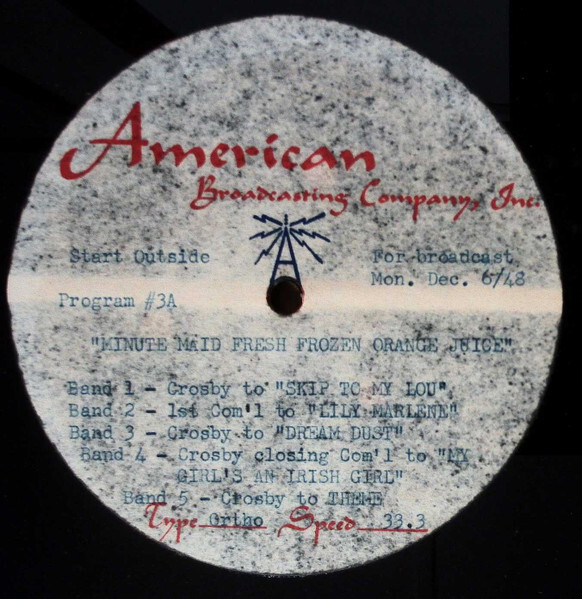 American
Broadcasting Company, Inc.
Start Outside
For broadcast
Mon. Dec. 6/48
Program #3A
"MINUTE MAID FRESH FROZEN ORANGE JUICE"
Band 1 - Crosby to "SKIP TO MY LOU"
Band 2 - 1st Com'l to "LILY MARLENE"
Band 3 - Crosby to "DREAM DUST"
Band 4 - Crosby closing Com'l to "MY
GIRL'S AN IRISH GIRL"
Band 5 - Crosby to THEME
Type Ortho Speed 33.3